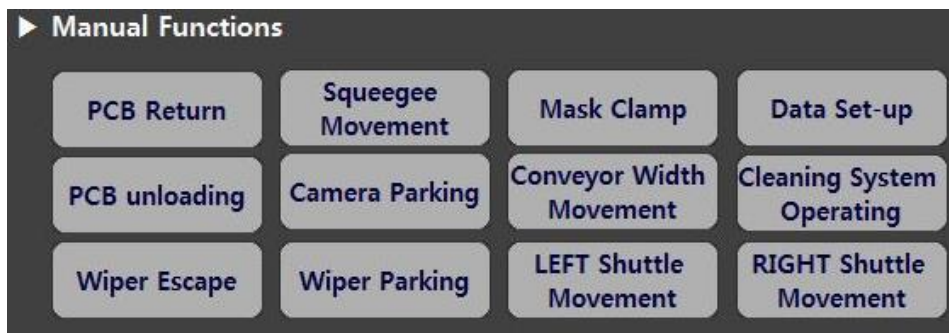 ▶ Manual Functions
PCB Return
Squeegee
Movement
Mask Clamp
Data Set-up
PCB unloading
Camera Parking
Conveyor Width
Movement
Cleaning System
Operating
Wiper Escape
Wiper Parking
LEFT Shuttle
Movement
RIGHT Shuttle
Movement